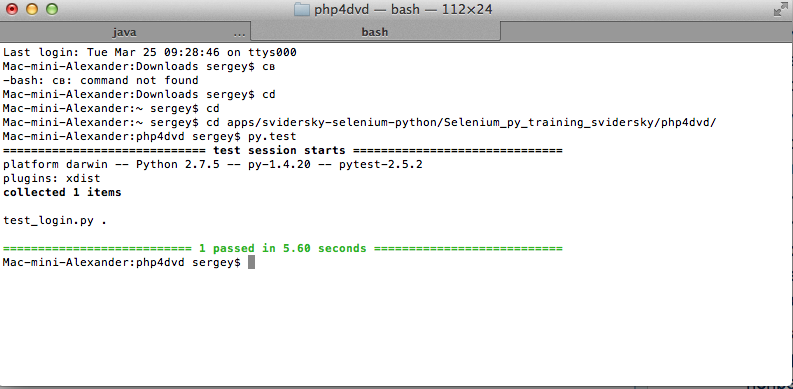 php4dvd — bash — 112×24
java ... bash
Last login: Tue Mar 25 09:28:46 on ttys000
Mac-mini-Alexander:Downloads sergey$ св
-bash: св: command not found
Mac-mini-Alexander:Downloads sergey$ cd
Mac-mini-Alexander:~ sergey$ cd
Mac-mini-Alexander:~ sergey$ cd apps/svidersky-selenium-python/Selenium_py_training_svidersky/php4dvd/
Mac-mini-Alexander:php4dvd sergey$ py.test
============================= test session starts ==============================
platform darwin -- Python 2.7.5 -- py-1.4.20 -- pytest-2.5.2
plugins: xdist
collected 1 items
test_login.py .
=========================== 1 passed in 5.60 seconds ===========================
Mac-mini-Alexander:php4dvd sergey$